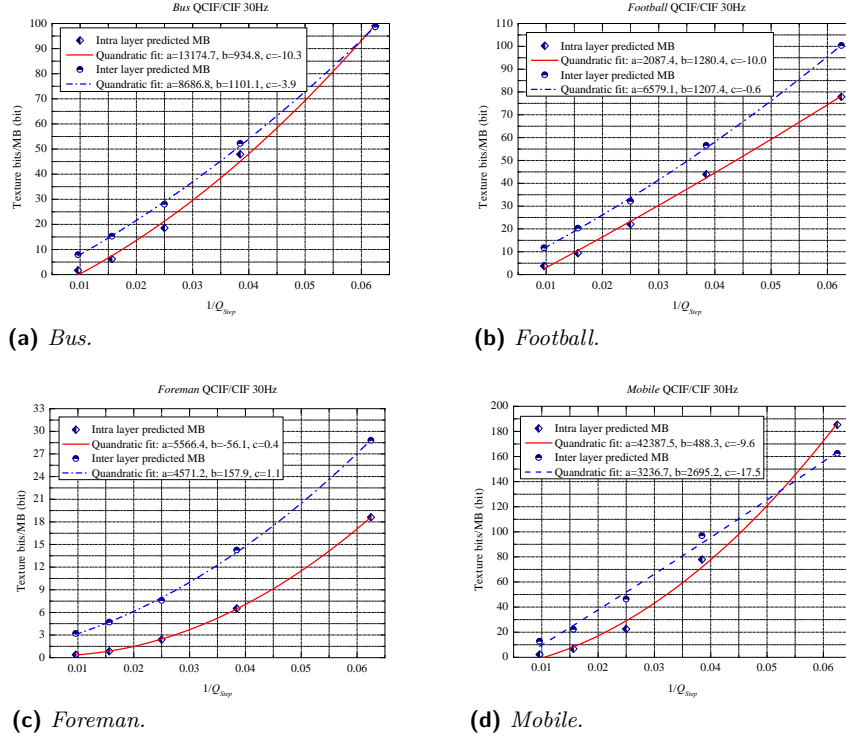 Bus QCIF/CIF 30Hz
100
90
80
70
60
50
40
30
20
10
0
Texture bits/MB (bit)
Intra layer predicted MB
Quandratic fit: a=13174.7, b=934.8, c=-10.3
Inter layer predicted MB
Quandratic fit: a=8686.8, b=1101.1, c=-3.9
0.01 0.02 0.03 0.04 0.05 0.06
1/Q_Step
(a) Bus.
Football QCIF/CIF 30Hz
110
100
90
80
70
60
50
40
30
20
10
0
Texture bits/MB (bit)
Intra layer predicted MB
Quandratic fit: a=2087.4, b=1280.4, c=-10.0
Inter layer predicted MB
Quandratic fit: a=6579.1, b=1207.4, c=-0.6
0.01 0.02 0.03 0.04 0.05 0.06
1/Q_Step
(b) Football.
Foreman QCIF/CIF 30Hz
33
30
27
24
21
18
15
12
9
6
3
0
Texture bits/MB (bit)
Intra layer predicted MB
Quandratic fit: a=5566.4, b=-56.1, c=0.4
Inter layer predicted MB
Quandratic fit: a=4571.2, b=157.9, c=1.1
0.01 0.02 0.03 0.04 0.05 0.06
1/Q_Step
(c) Foreman.
Mobile QCIF/CIF 30Hz
200
180
160
140
120
100
80
60
40
20
0
Texture bits/MB (bit)
Intra layer predicted MB
Quandratic fit: a=42387.5, b=488.3, c=-9.6
Inter layer predicted MB
Quandratic fit: a=3236.7, b=2695.2, c=-17.5
0.01 0.02 0.03 0.04 0.05 0.06
1/Q_Step
(d) Mobile.